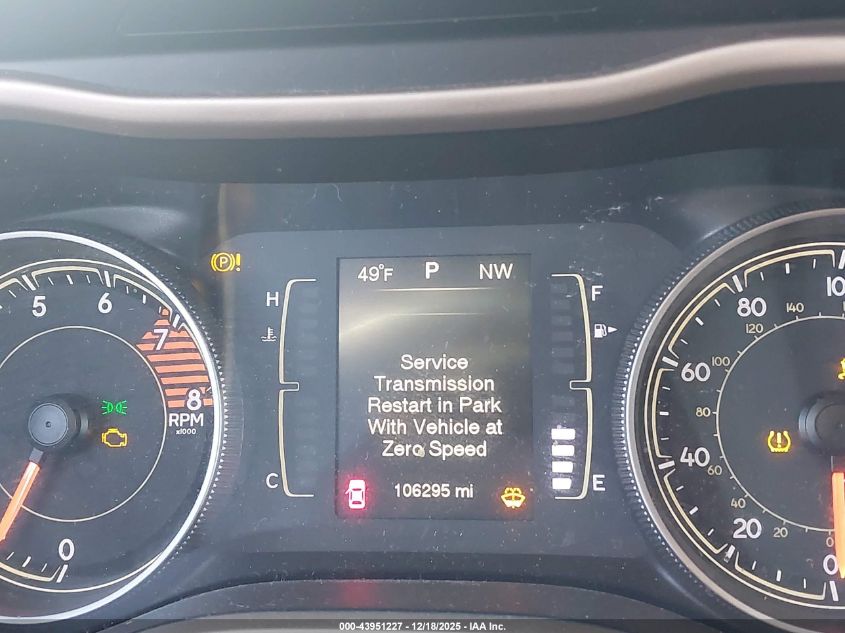 49°F P NW
H
F
C
E
Service
Transmission
Restart in Park
With Vehicle at
Zero Speed
106295 mi
(P)!
5
6
7
8
RPM
x1000
0
0
20
40
60
80
10
0
20
40
60
80
100
120
140
000-43951227 - 12/18/2025 - IAA Inc.